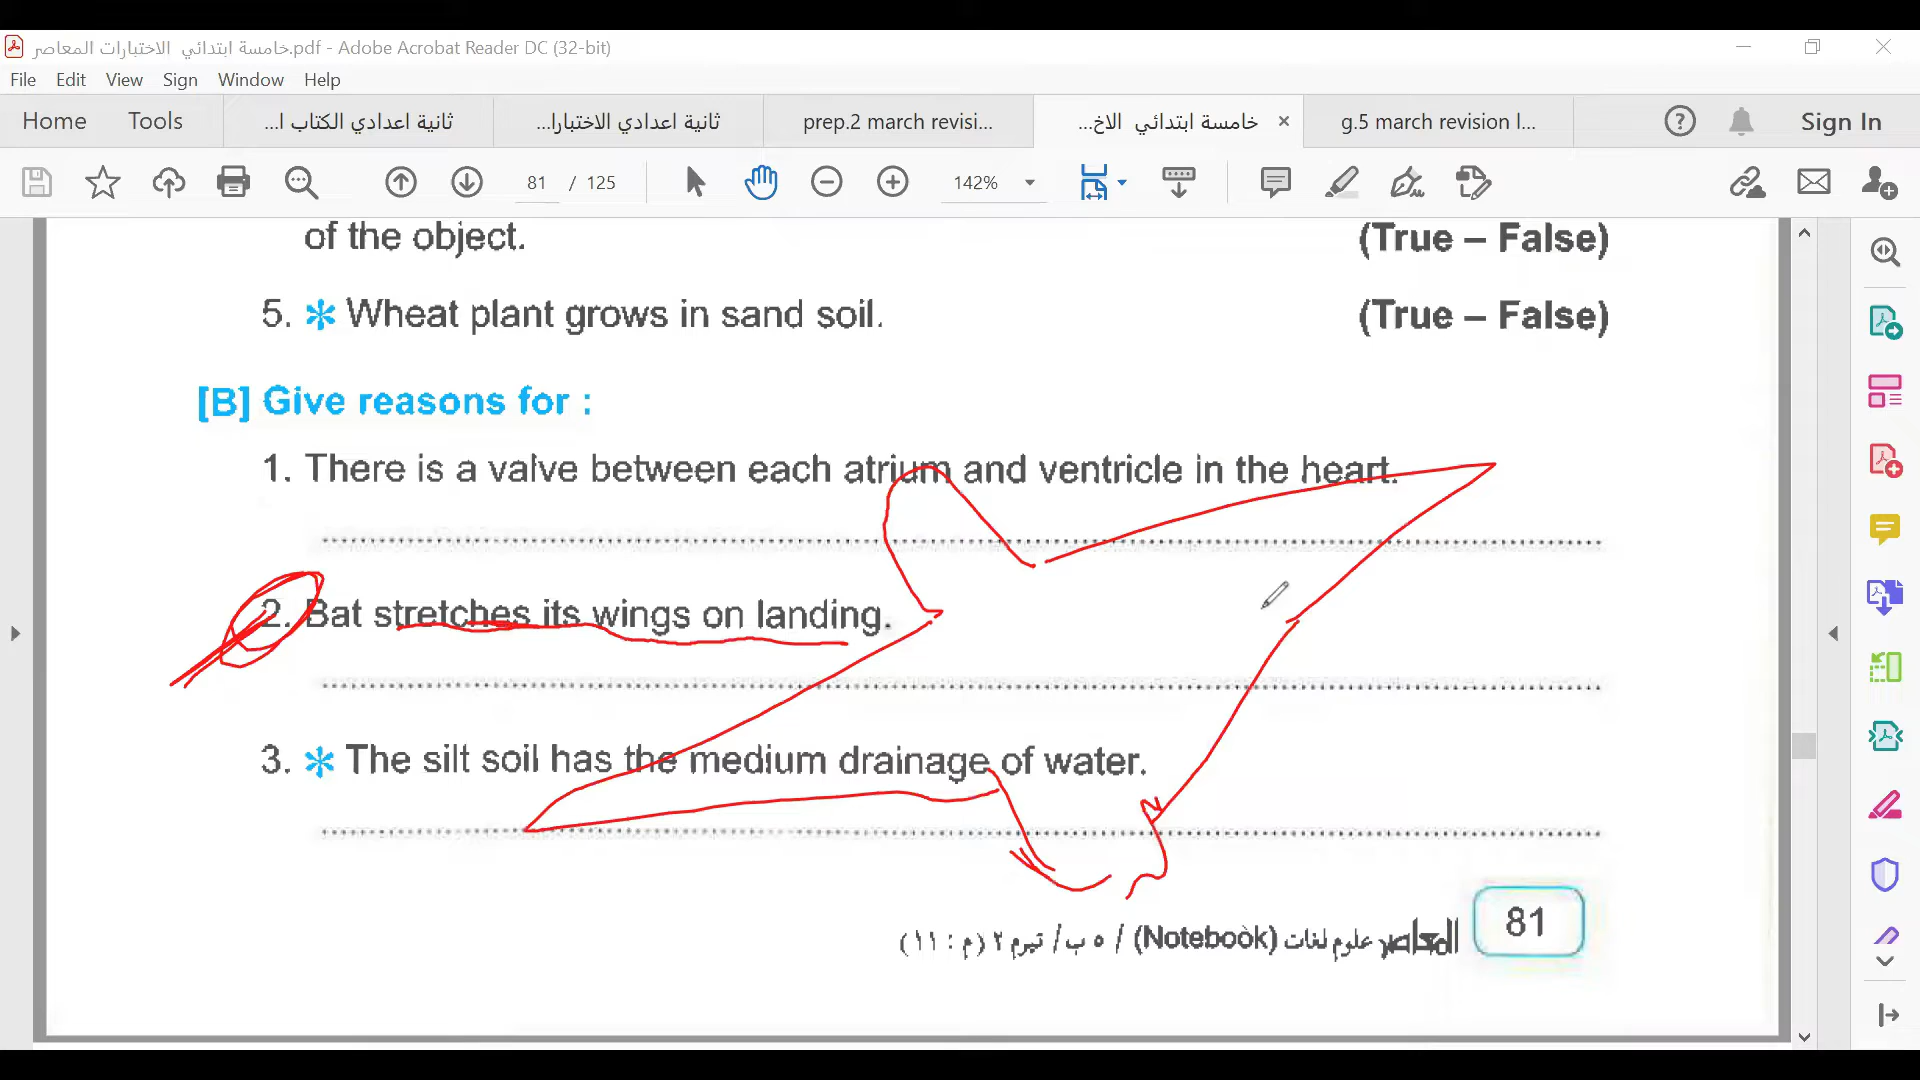 خامسة ابتدائي الاختبارات المعاصر.pdf - Adobe Acrobat Reader DC (32-bit)
File Edit View Sign Window Help
Home Tools ثانية اعدادي الكتاب ا... ثانية اعدادي الاختبارا... prep.2 march revisi... خامسة ابتدائي الاخ... × g.5 march revision l... Sign In
81 / 125 142%
of the object. (True – False)
5. * Wheat plant grows in sand soil. (True – False)
[B] Give reasons for :
1. There is a valve between each atrium and ventricle in the heart.
2. Bat stretches its wings on landing.
3. * The silt soil has the medium drainage of water.
المعاصر علوم لغات (Notebook) / ٥ ب/ تيرم ٢ (م : ١١) 81